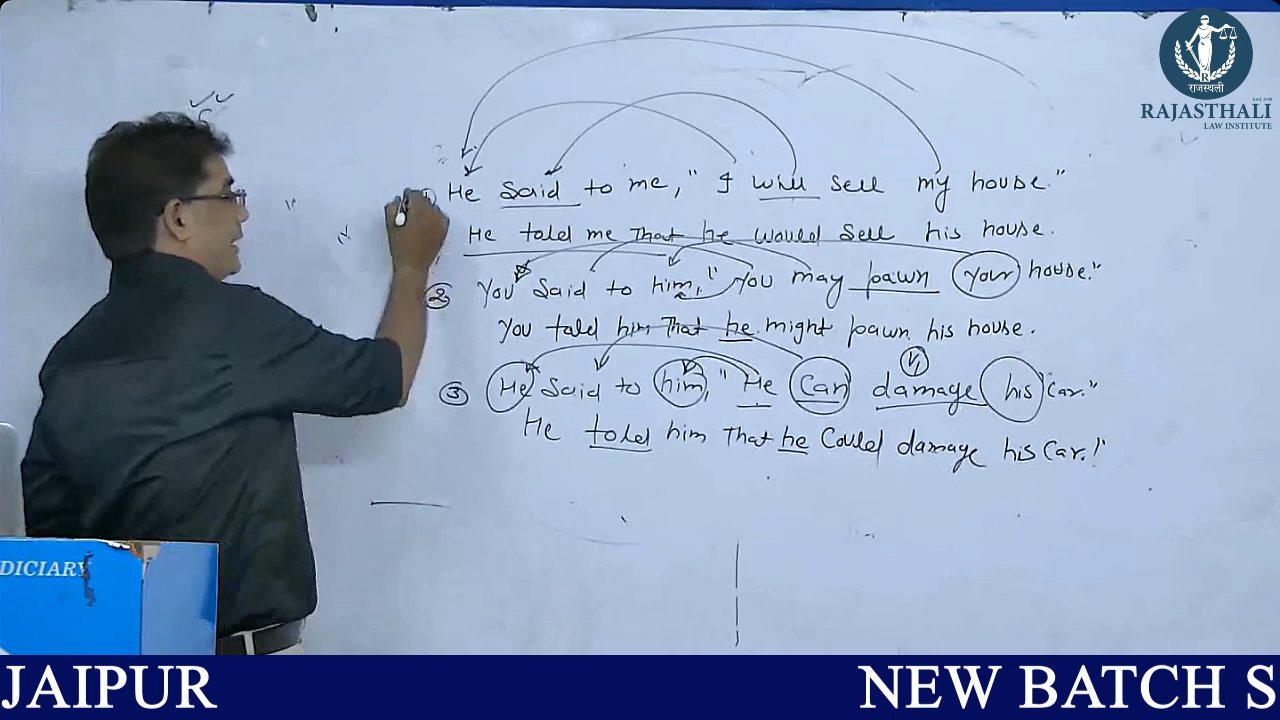 राजस्थली
RAJASTHALI
LAW INSTITUTE
① He said to me, "I will sell my house."
He told me that he would sell his house.
② You said to him, "You may pawn your house."
You told him that he might pawn his house.
③ He said to him, "He can damage his car."
He told him that he could damage his car."
DICIARY
JAIPUR
NEW BATCH S